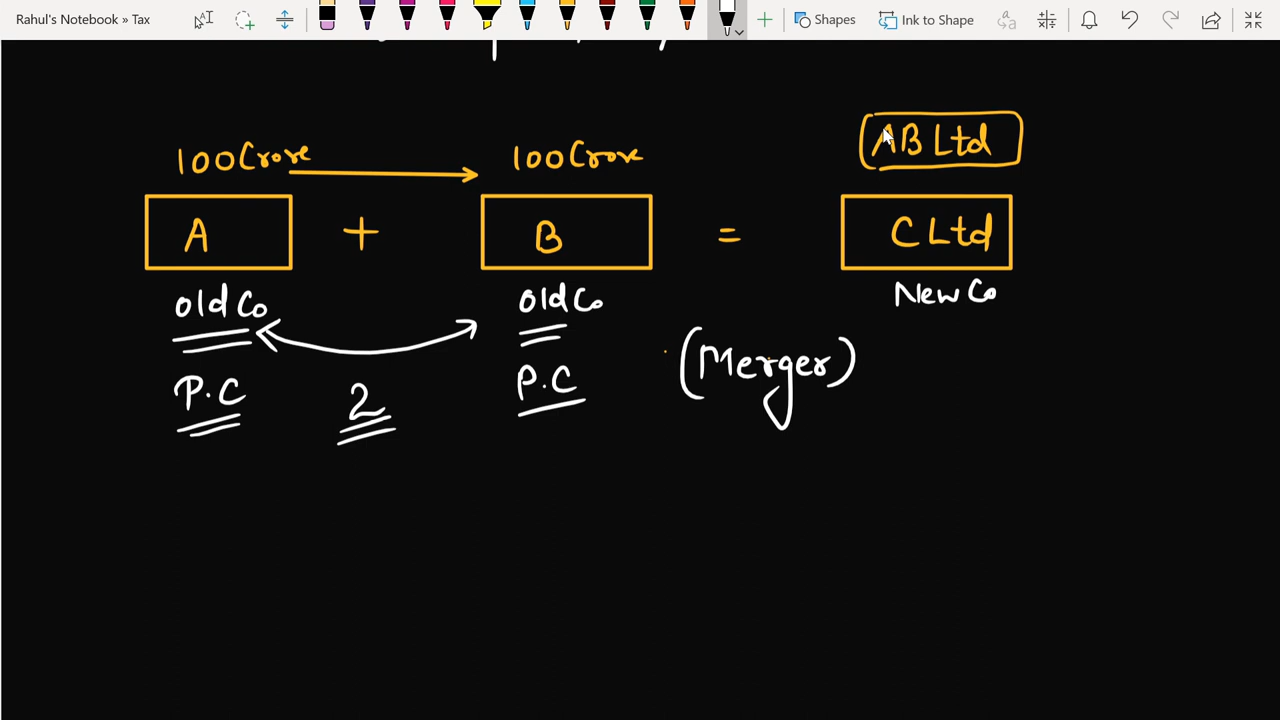 Rahul's Notebook » Tax
Shapes
Ink to Shape
100Crore 100Crore AB Ltd
A + B = C Ltd
old Co old Co New Co
P.C 2 P.C (Merger)